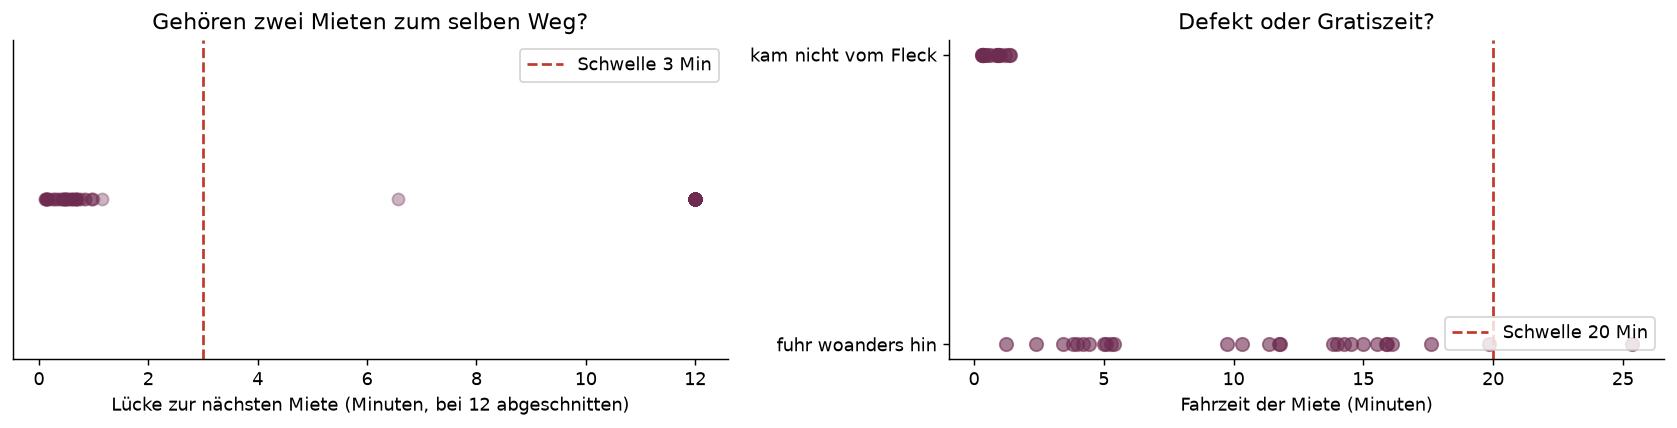 Gehören zwei Mieten zum selben Weg?
Schwelle 3 Min
0 2 4 6 8 10 12
Lücke zur nächsten Miete (Minuten, bei 12 abgeschnitten)
Defekt oder Gratiszeit?
kam nicht vom Fleck
fuhr woanders hin
Schwelle 20 Min
0 5 10 15 20 25
Fahrzeit der Miete (Minuten)